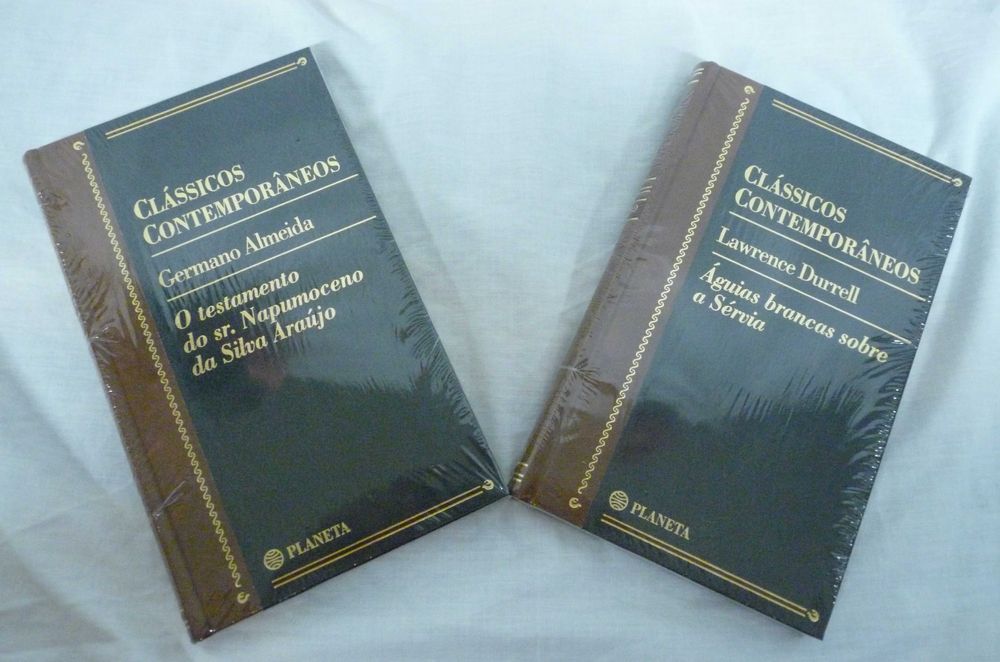 CLÁSSICOS
CONTEMPORÂNEOS
Germano Almeida
O testamento
do sr. Napumoceno
da Silva Araújo
PLANETA
CLÁSSICOS
CONTEMPORÂNEOS
Lawrence Durrell
Águias brancas sobre
a Sérvia
PLANETA